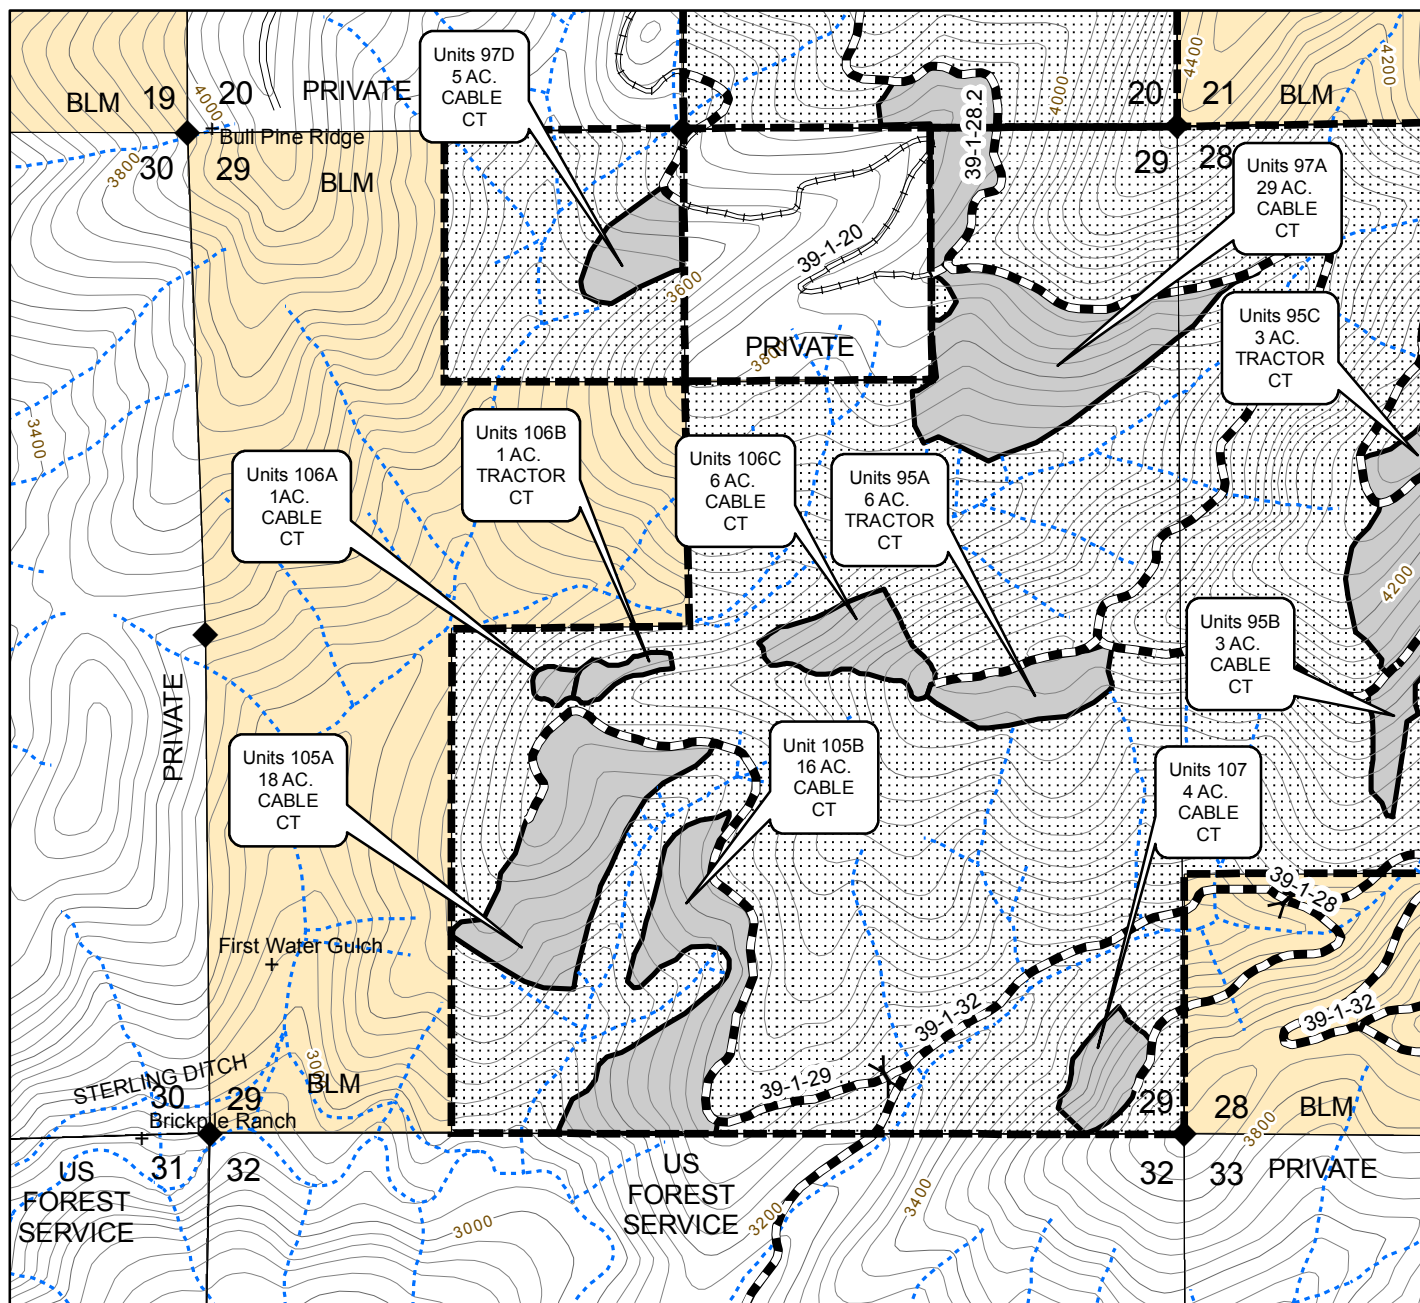 BLM
19
20
PRIVATE
4000
Bull Pine Ridge
3800
30
29
BLM
Units 97D
5 AC.
CABLE
CT
39-1-28.2
4000
20
21
BLM
4400
4200
29
28
Units 97A
29 AC.
CABLE
CT
39-1-20
3600
PRIVATE
3800
Units 95C
3 AC.
TRACTOR
CT
3400
Units 106A
1AC.
CABLE
CT
Units 106B
1 AC.
TRACTOR
CT
Units 106C
6 AC.
CABLE
CT
Units 95A
6 AC.
TRACTOR
CT
4200
Units 95B
3 AC.
CABLE
CT
PRIVATE
Units 105A
18 AC.
CABLE
CT
Unit 105B
16 AC.
CABLE
CT
Units 107
4 AC.
CABLE
CT
39-1-28
First Water Gulch
39-1-32
39-1-32
39-1-29
STERLING DITCH
BLM
30
29
Brickpile Ranch
29
28
BLM
3800
31
32
US
FOREST
SERVICE
US
FOREST
SERVICE
32
33
PRIVATE
3000
3200
3400